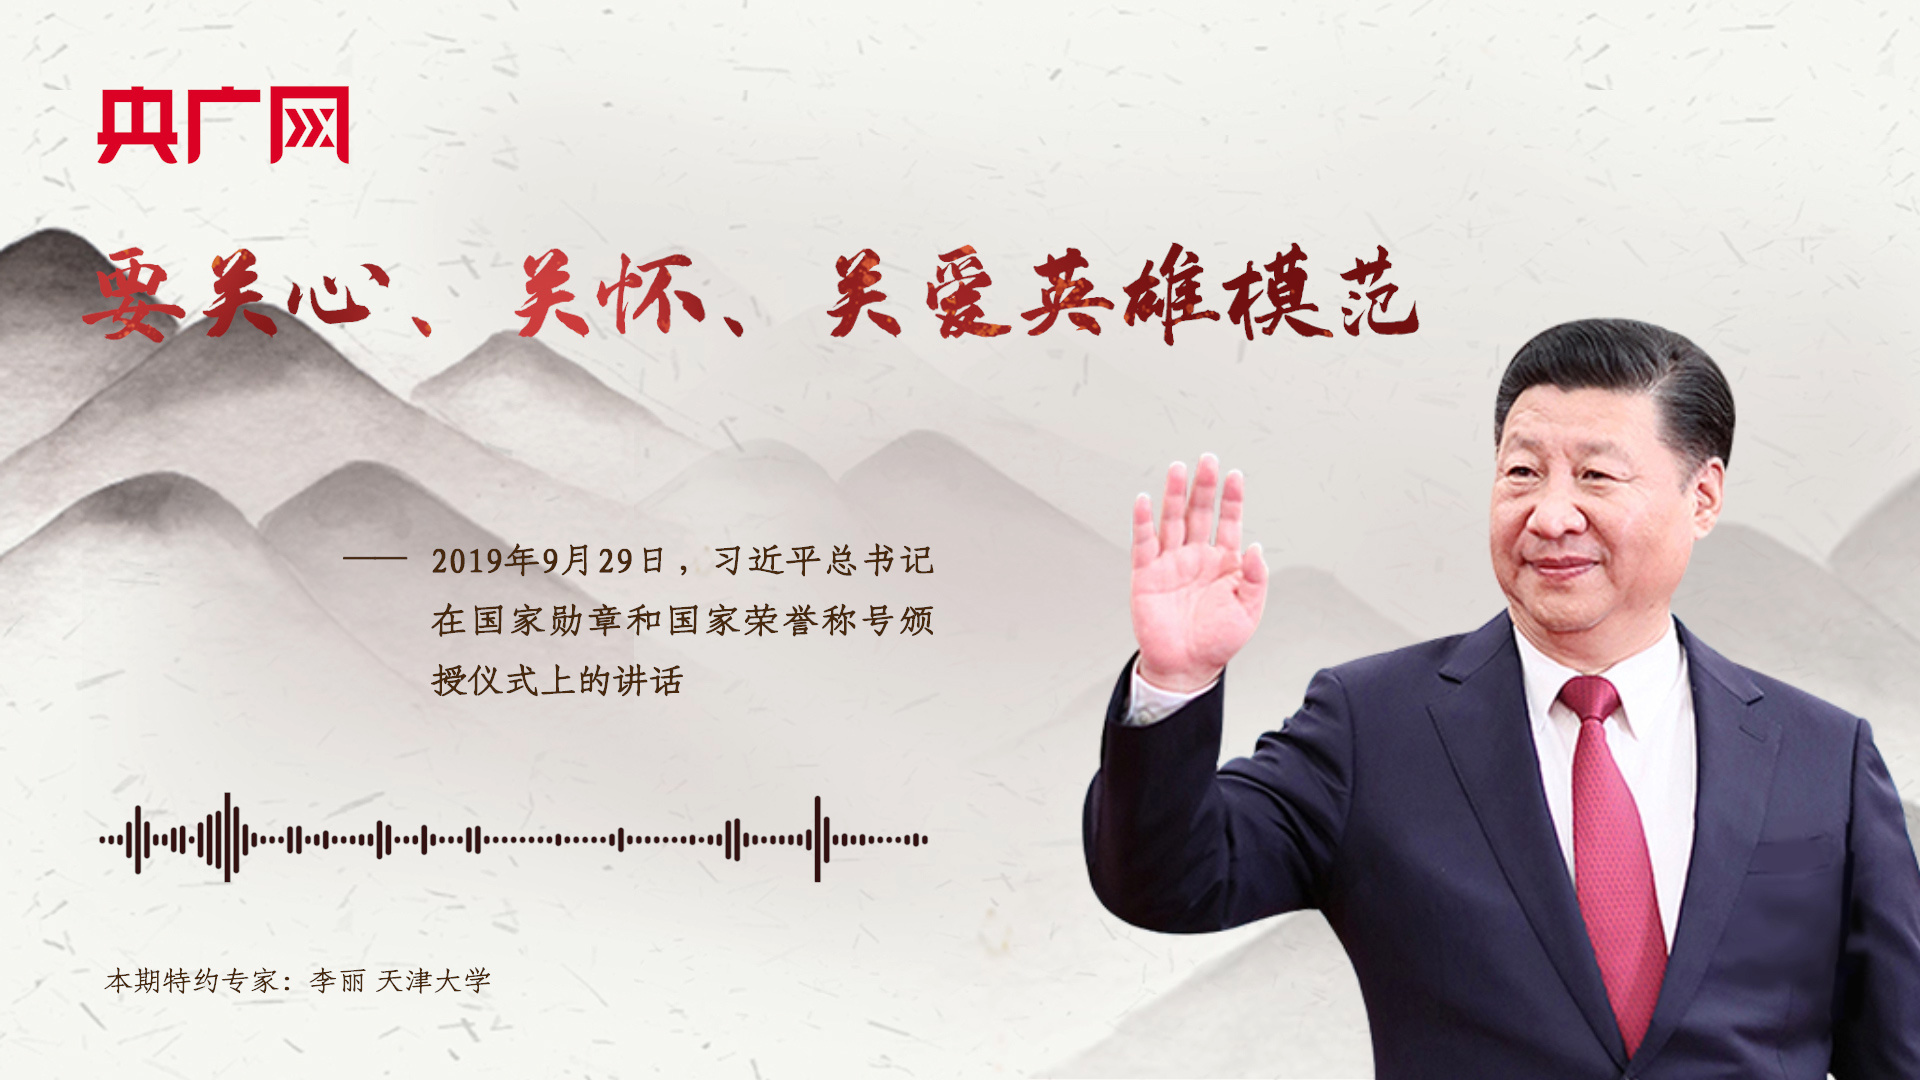 央广网
要关心、关怀、关爱英雄模范
—— 2019年9月29日，习近平总书记
在国家勋章和国家荣誉称号颁
授仪式上的讲话
本期特约专家：李丽 天津大学